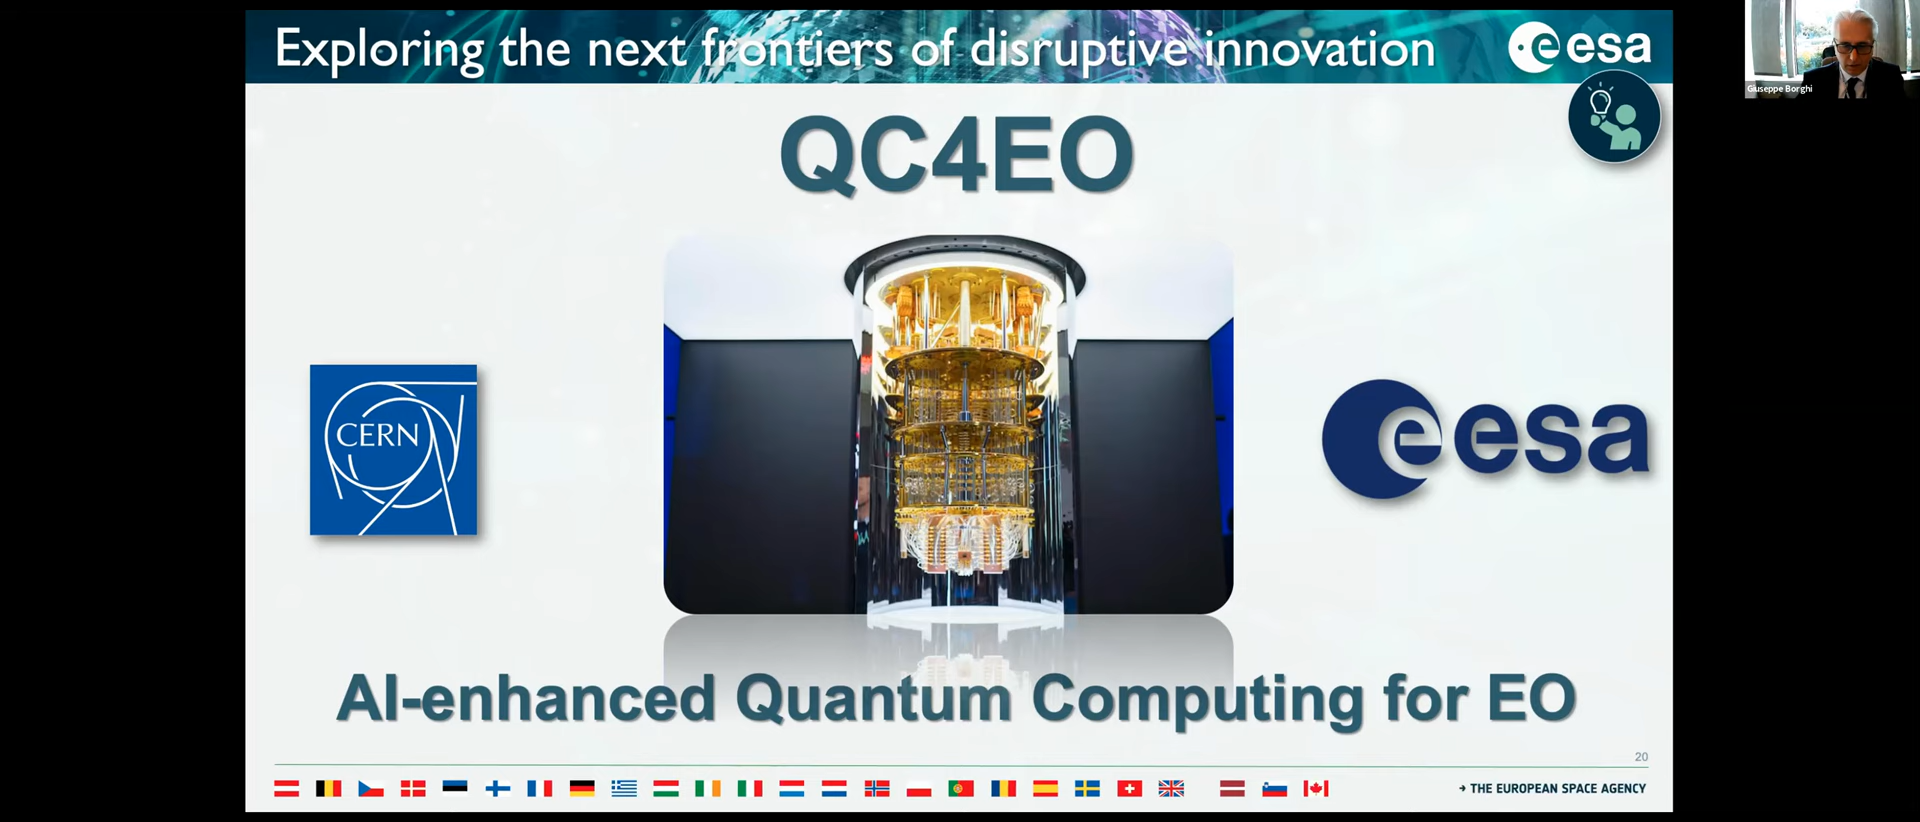 Exploring the next frontiers of disruptive innovation
esa
Giuseppe Borghi
QC4EO
CERN
esa
AI-enhanced Quantum Computing for EO
20
→ THE EUROPEAN SPACE AGENCY